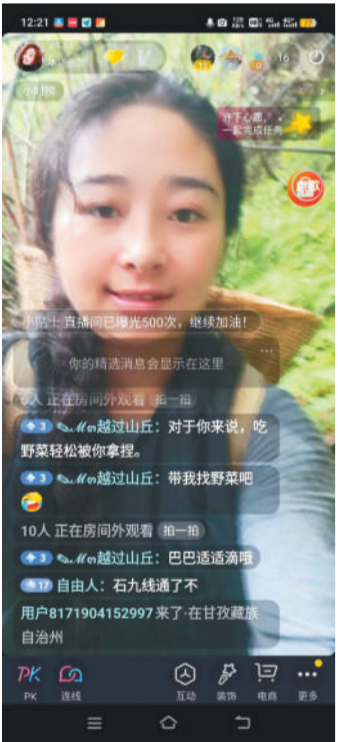 12:21
16
小时榜
许下心愿,
一起完成任务
小贴士 直播间已曝光500次，继续加油！
你的精选消息会显示在这里
6人 正在房间外观看 拍一拍
3 越过山丘：对于你来说，吃
野菜轻松被你拿捏。
3 越过山丘：带我找野菜吧
10人 正在房间外观看 拍一拍
3 越过山丘：巴巴适适滴哦
17 自由人：石九线通了不
用户8171904152997 来了·在甘孜藏族
自治州
PK
PK 连线 互动 装饰 电商 更多